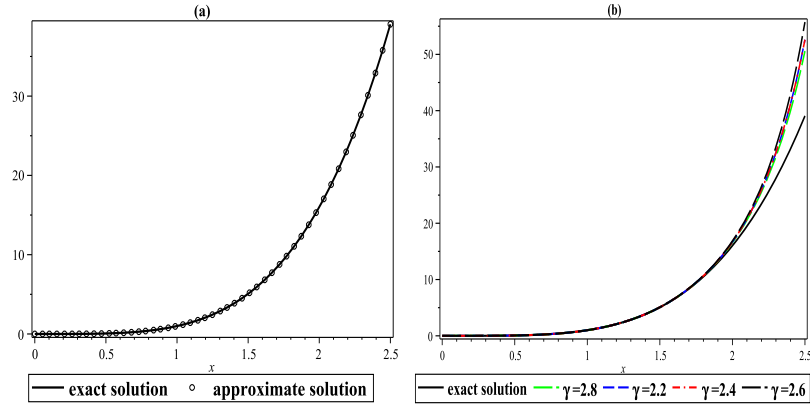 (a)
30
20
10
0
0 0.5 1 1.5 2 2.5
x
exact solution approximate solution
(b)
50
40
30
20
10
0
0 0.5 1 1.5 2 2.5
x
exact solution γ=2.8 γ=2.2 γ=2.4 γ=2.6